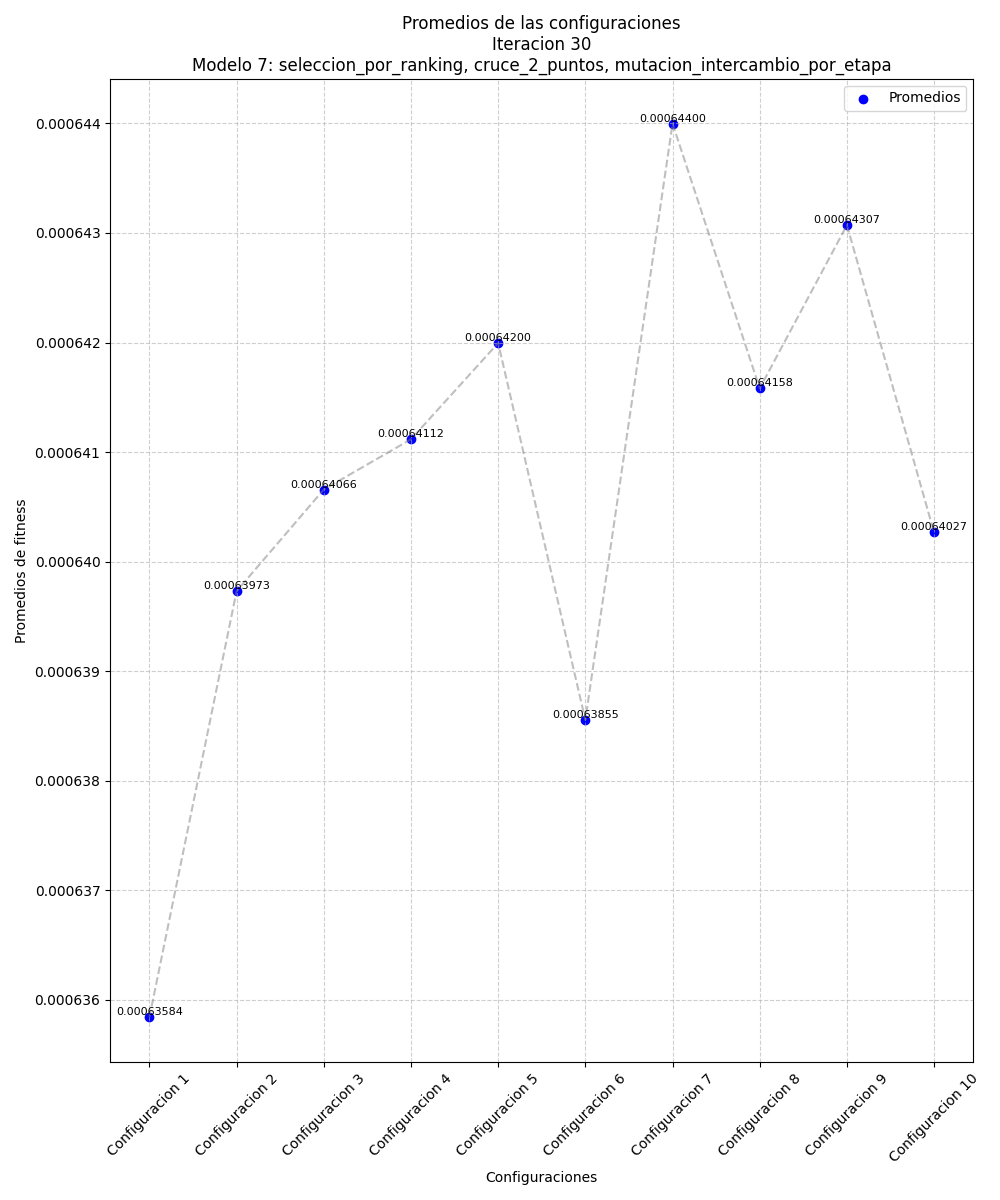 Promedios de las configuraciones
Iteracion 30
Modelo 7: seleccion_por_ranking, cruce_2_puntos, mutacion_intercambio_por_etapa
Promedios
0.000644
0.000643
0.000642
0.000641
0.000640
0.000639
0.000638
0.000637
0.000636
Promedios de fitness
0.00063584
0.00063973
0.00064066
0.00064112
0.00064200
0.00063855
0.00064400
0.00064158
0.00064307
0.00064027
Configuracion 1
Configuracion 2
Configuracion 3
Configuracion 4
Configuracion 5
Configuracion 6
Configuracion 7
Configuracion 8
Configuracion 9
Configuracion 10
Configuraciones